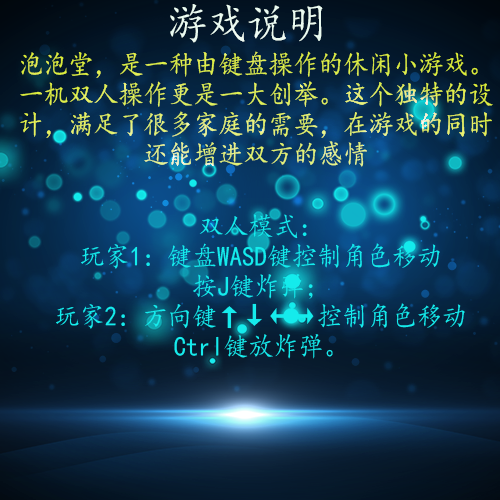 游戏说明
泡泡堂，是一种由键盘操作的休闲小游戏。
一机双人操作更是一大创举。这个独特的设
计，满足了很多家庭的需要，在游戏的同时
还能增进双方的感情
双人模式：
玩家1：键盘WASD键控制角色移动
按J键炸弹；
玩家2：方向键↑↓←→控制角色移动
Ctrl键放炸弹。